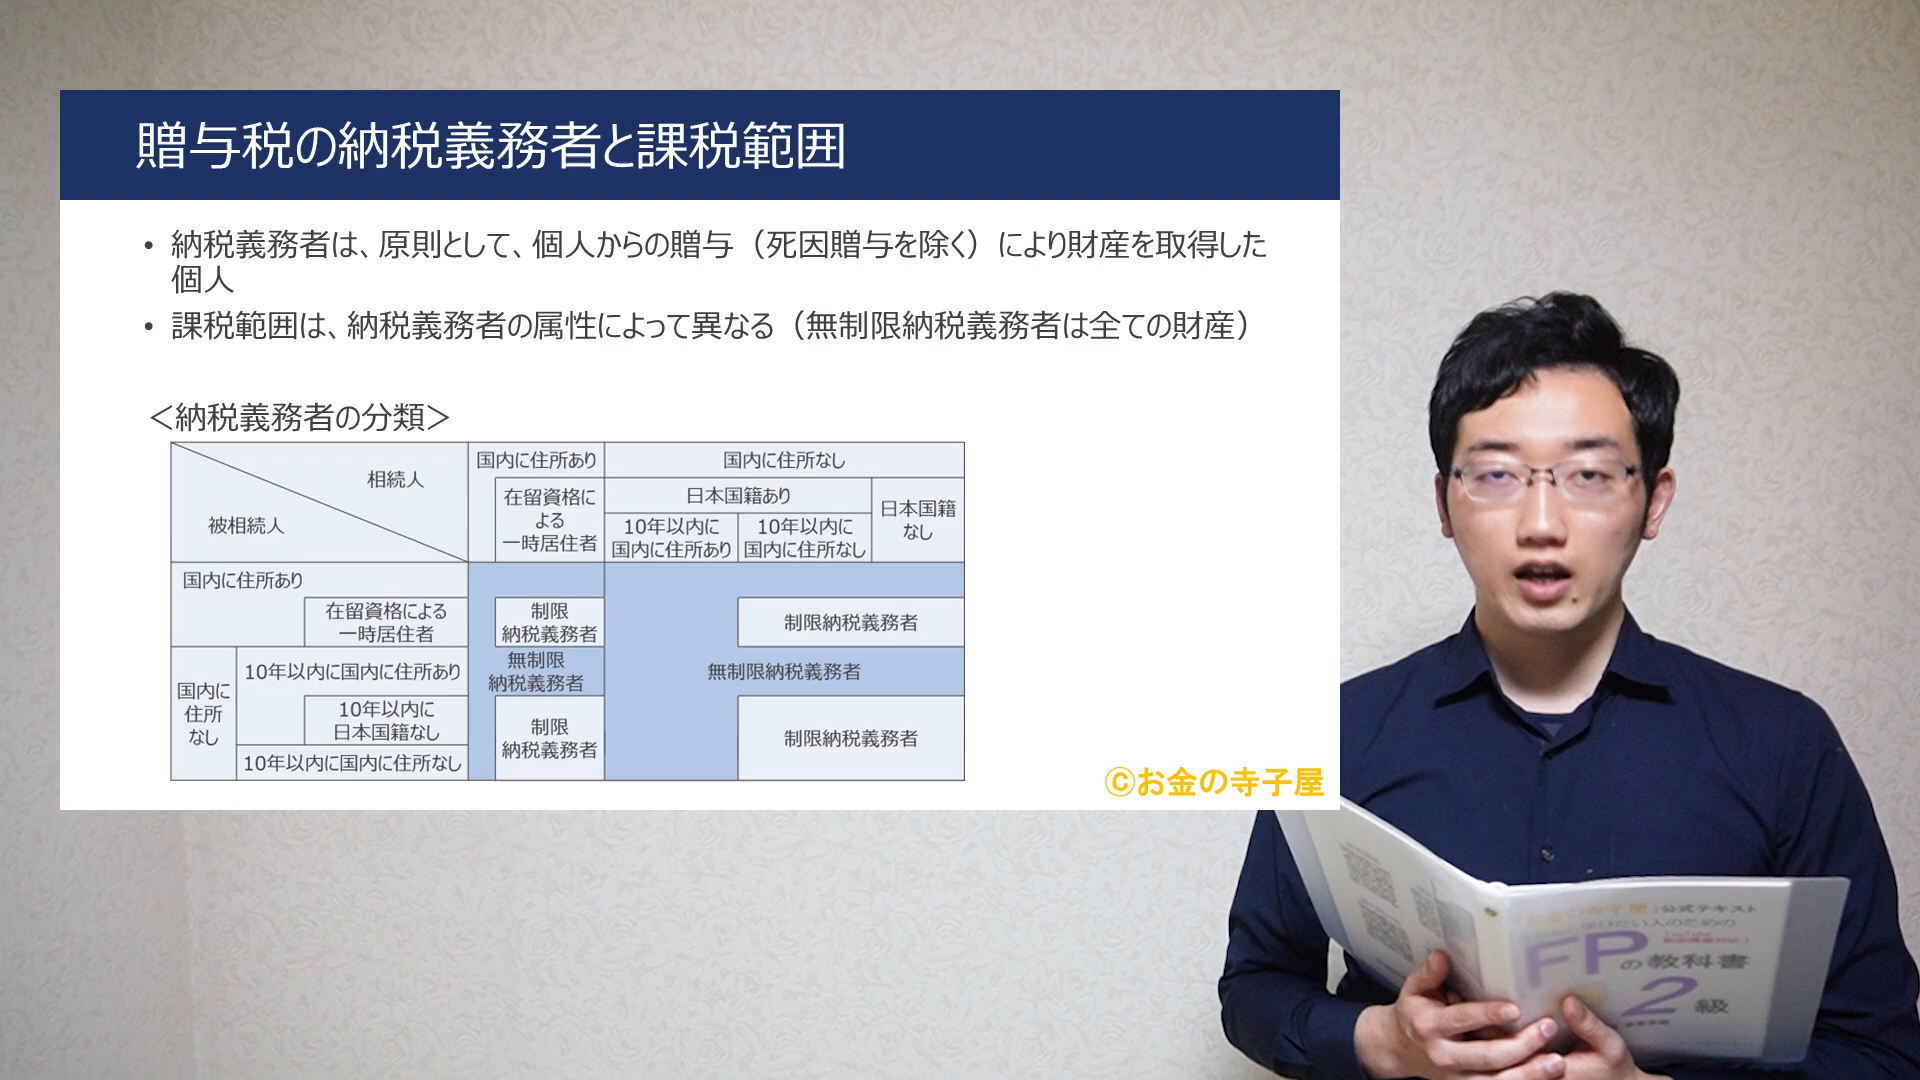 贈与税の納税義務者と課税範囲
• 納税義務者は、原則として、個人からの贈与（死因贈与を除く）により財産を取得した
個人
• 課税範囲は、納税義務者の属性によって異なる（無制限納税義務者は全ての財産）
＜納税義務者の分類＞
相続人
被相続人
国内に住所あり
国内に住所なし
在留資格に
よる
一時居住者
日本国籍あり
10年以内に
国内に住所あり
10年以内に
国内に住所なし
日本国籍
なし
国内に住所あり
在留資格による
一時居住者
制限
納税義務者
制限納税義務者
国内に
住所
なし
10年以内に国内に住所あり
無制限
納税義務者
無制限納税義務者
10年以内に
日本国籍なし
10年以内に国内に住所なし
制限
納税義務者
制限納税義務者
©お金の寺子屋
公式テキスト
FPの教科書
2級